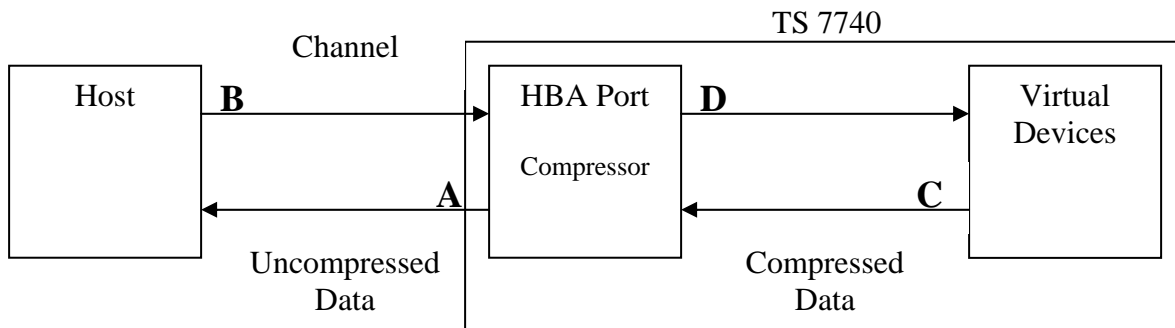 TS 7740
Channel
Host
B
HBA Port
D
Virtual
Devices
Compressor
A
C
Uncompressed
Data
Compressed
Data